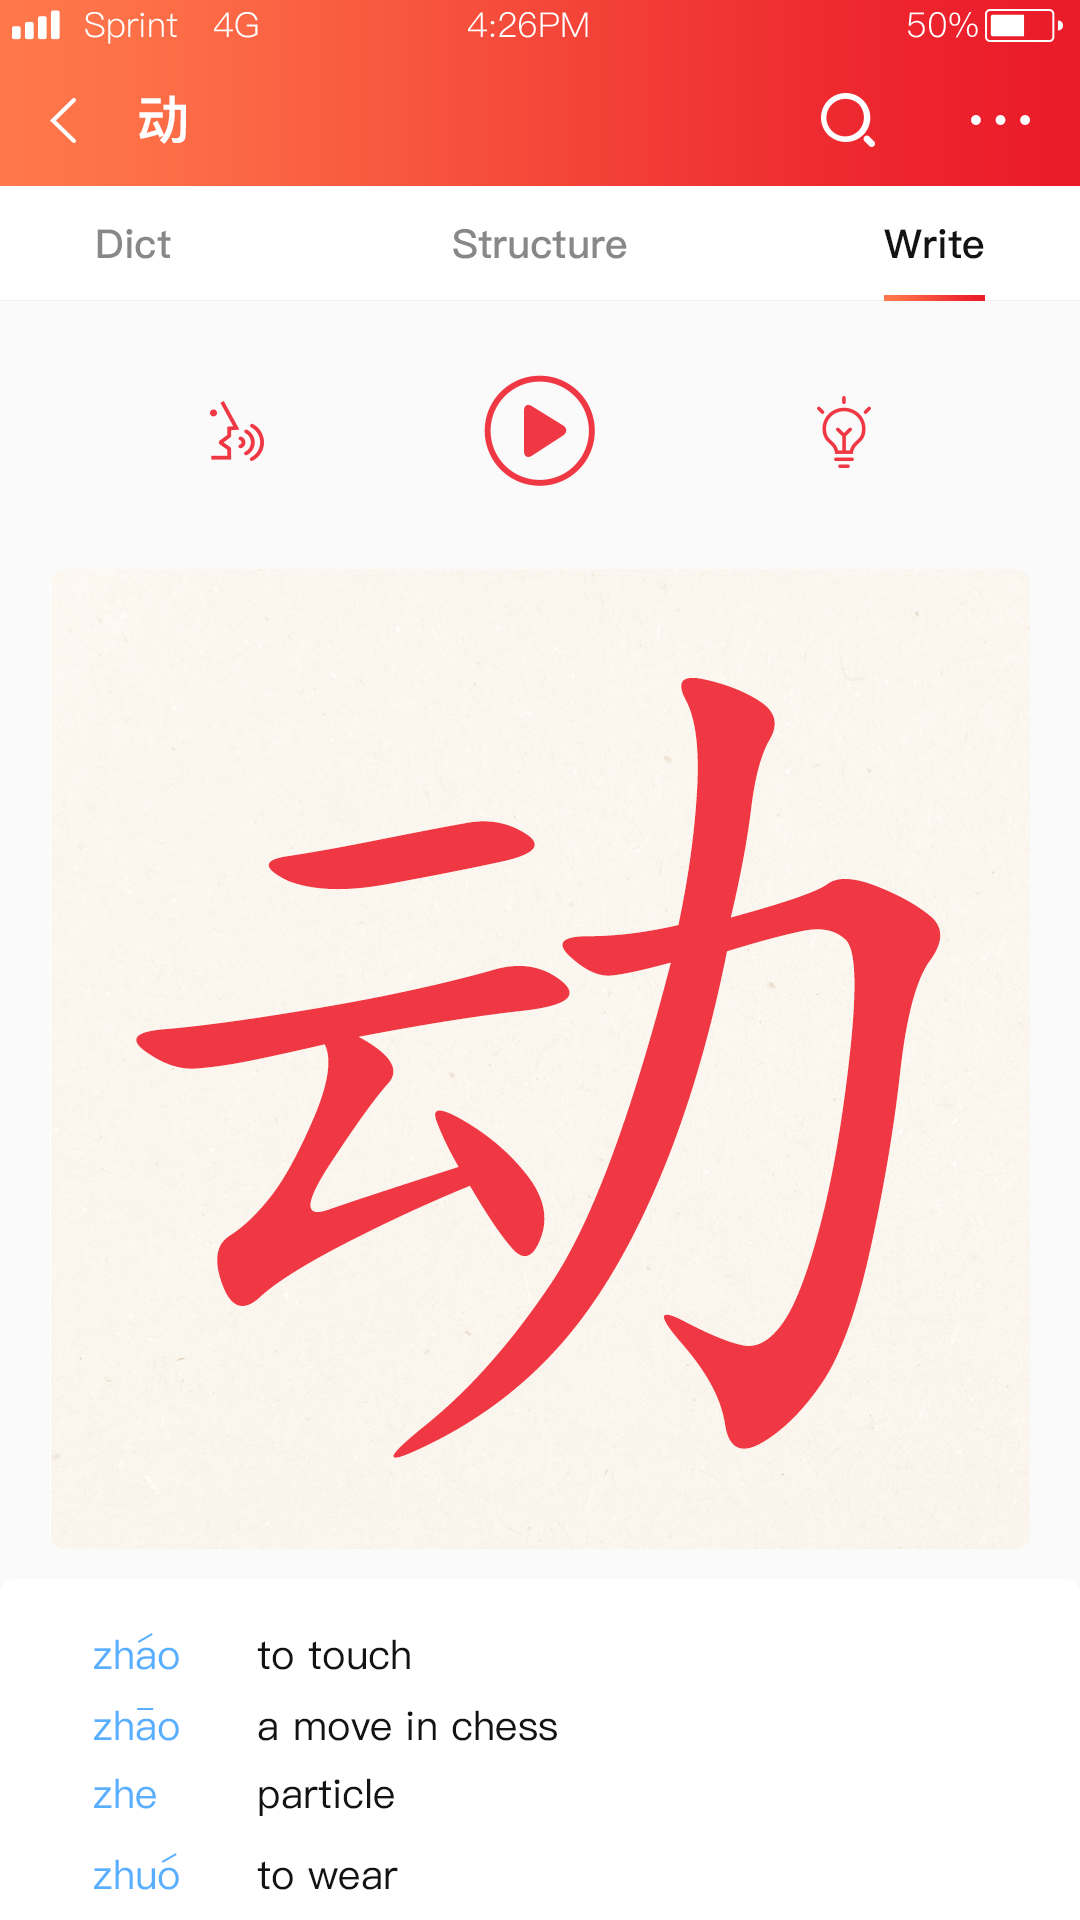 Sprint 4G 4:26PM 50%
动
Dict Structure Write
动
zháo to touch
zhāo a move in chess
zhe particle
zhuó to wear